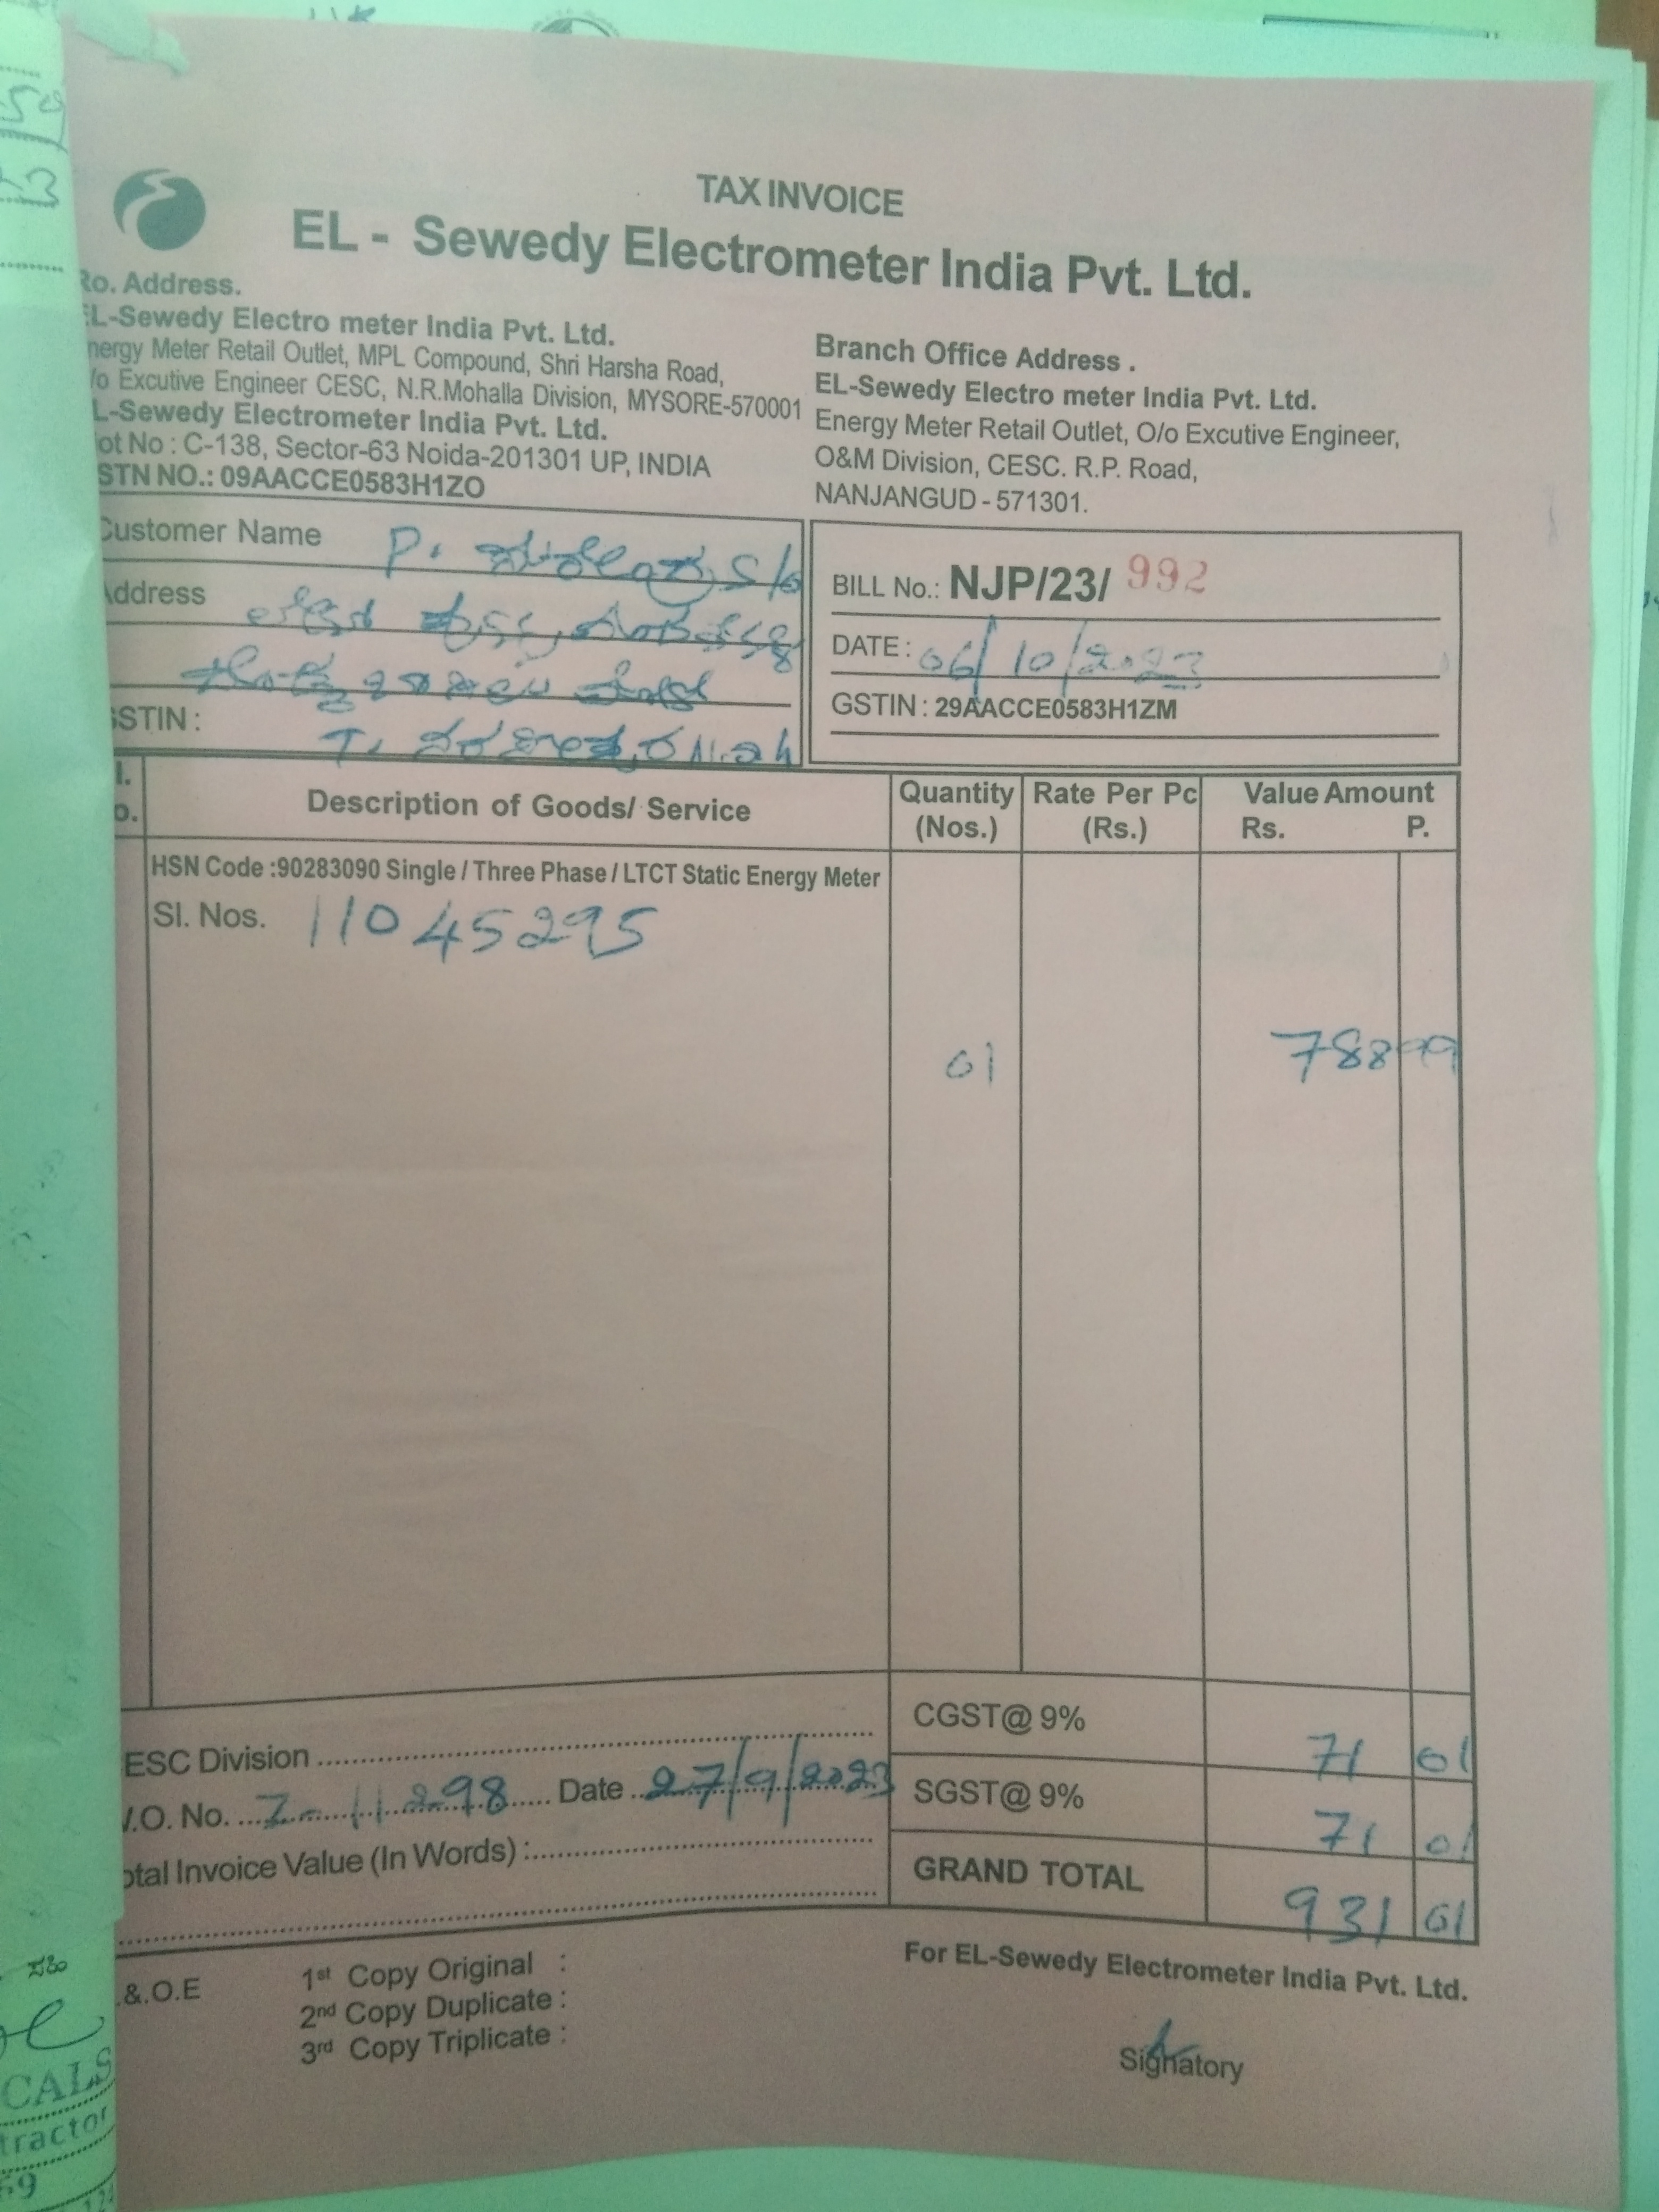 TAX INVOICE
EL - Sewedy Electrometer India Pvt. Ltd.
Ro. Address.
EL-Sewedy Electro meter India Pvt. Ltd.
nergy Meter Retail Outlet, MPL Compound, Shri Harsha Road,
/o Excutive Engineer CESC, N.R.Mohalla Division, MYSORE-570001
L-Sewedy Electrometer India Pvt. Ltd.
ot No : C-138, Sector-63 Noida-201301 UP, INDIA
STN NO.: 09AACCE0583H1ZO
Branch Office Address .
EL-Sewedy Electro meter India Pvt. Ltd.
Energy Meter Retail Outlet, O/o Excutive Engineer,
O&M Division, CESC. R.P. Road,
NANJANGUD - 571301.
Customer Name P. S/o
Address
GSTIN : T.
BILL No.: NJP/23/ 992
DATE : 06/10/2023
GSTIN : 29AACCE0583H1ZM
Description of Goods/ Service
Quantity (Nos.)
Rate Per Pc (Rs.)
Value Amount
Rs. P.
HSN Code :90283090 Single / Three Phase / LTCT Static Energy Meter
Sl. Nos. 11045295
01 788 99
CGST@ 9% 71 01
SGST@ 9% 71 01
GRAND TOTAL 931 01
ESC Division
.O. No. 7-11298 Date 27/9/2023
otal Invoice Value (In Words) :
.&.O.E
1st Copy Original :
2nd Copy Duplicate :
3rd Copy Triplicate :
For EL-Sewedy Electrometer India Pvt. Ltd.
Signatory
CALS
tractor
59